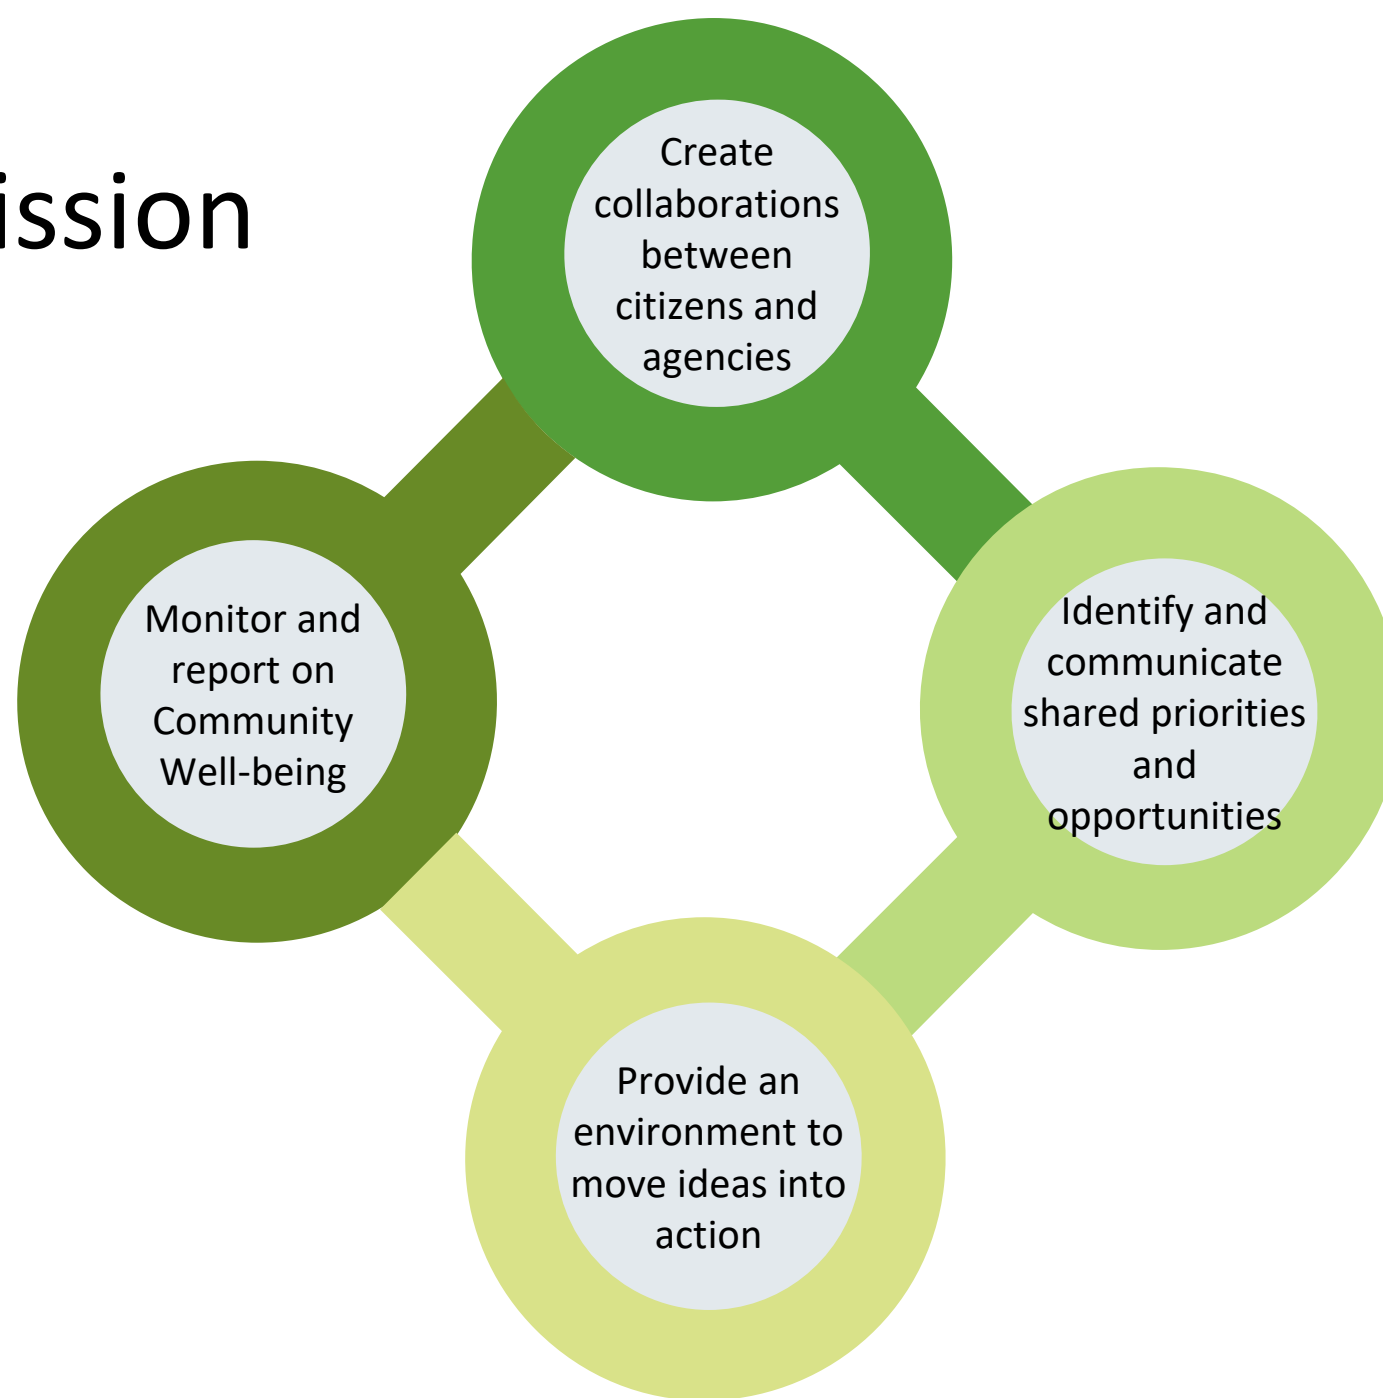 ission
Create
collaborations
between
citizens and
agencies
Monitor and
report on
Community
Well-being
Identify and
communicate
shared priorities
and
opportunities
Provide an
environment to
move ideas into
action